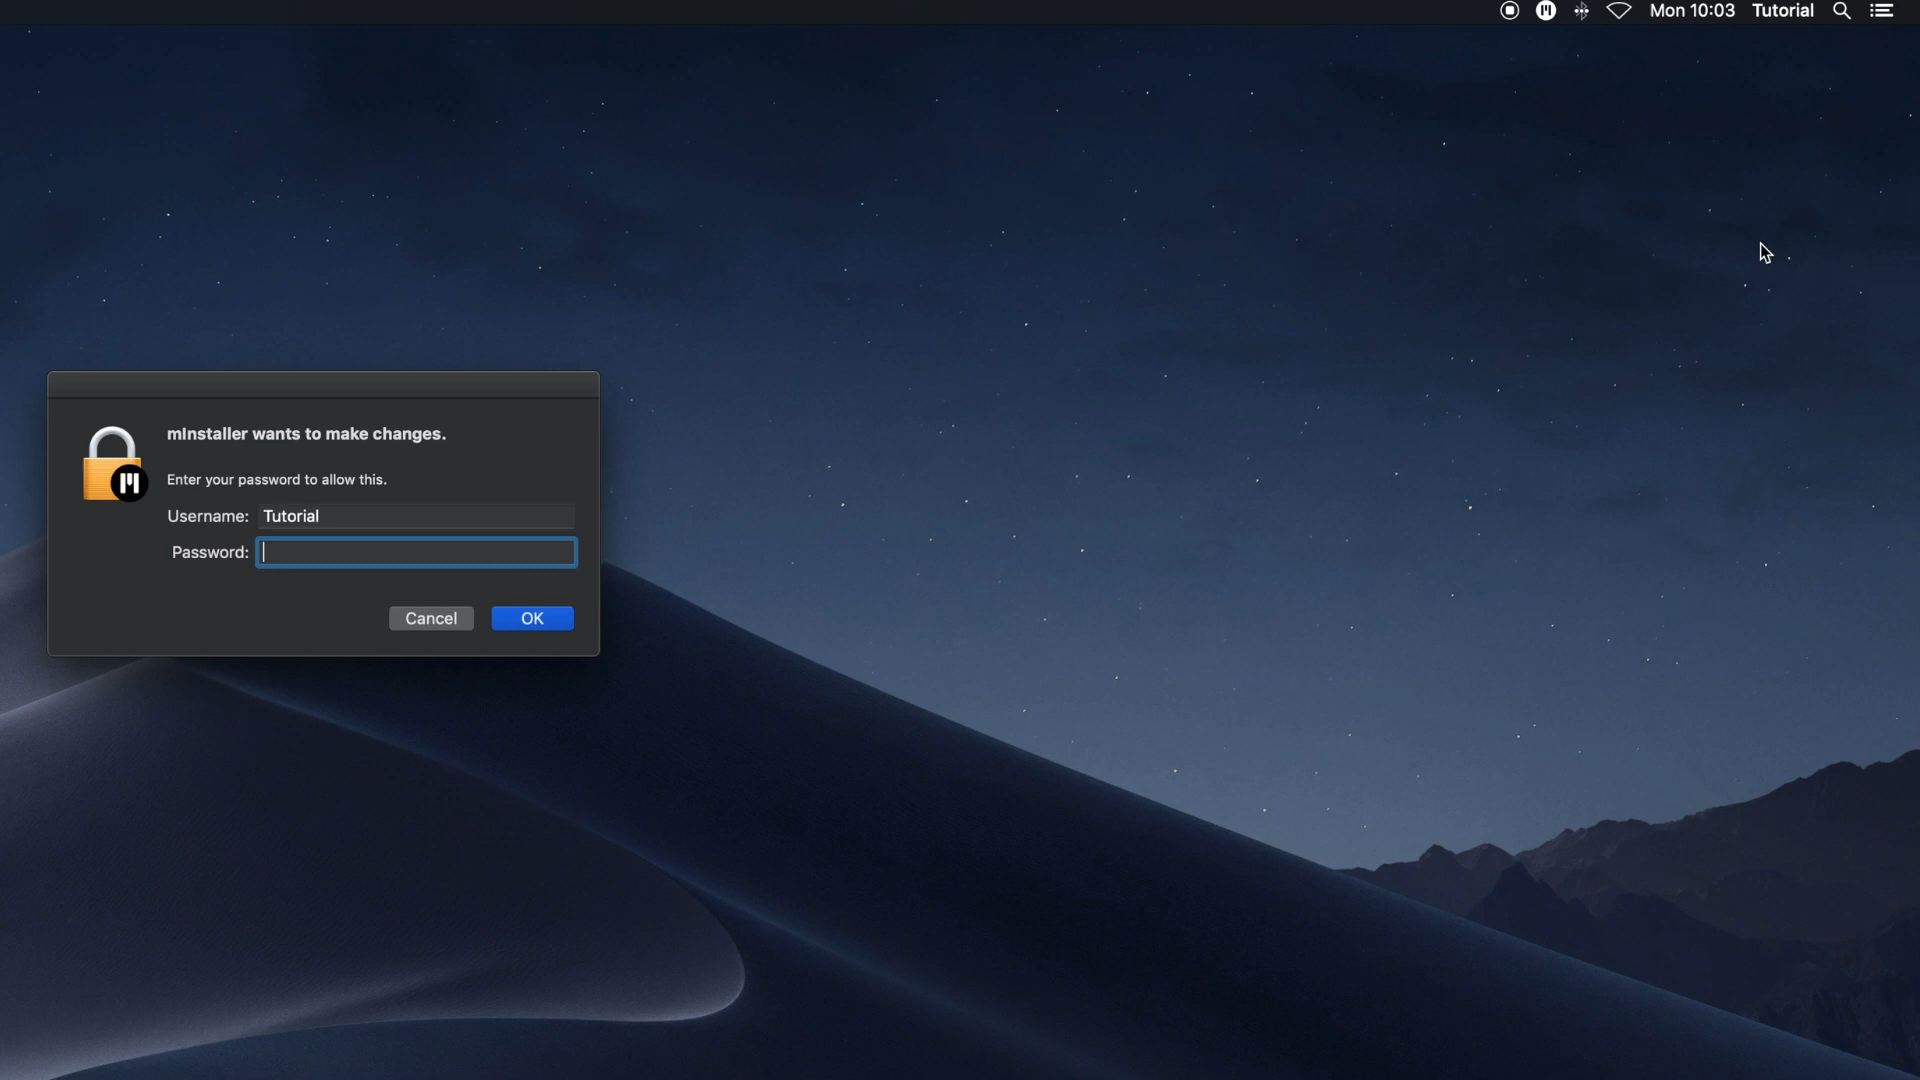 Mon 10:03 Tutorial
mInstaller wants to make changes.
Enter your password to allow this.
Username: Tutorial
Password:
Cancel OK